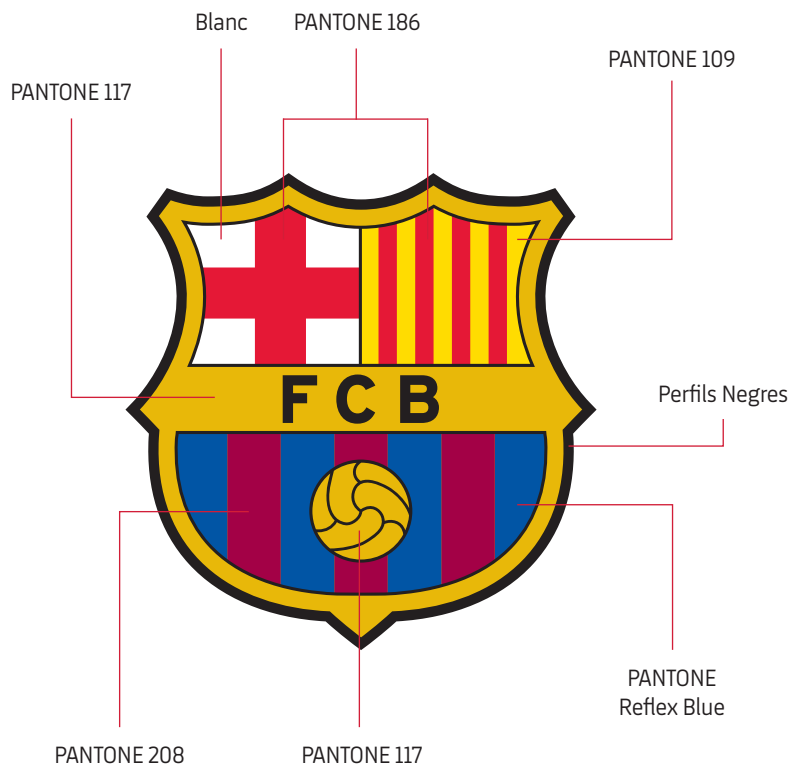 Blanc
PANTONE 186
PANTONE 109
PANTONE 117
FCB
Perfils Negres
PANTONE
Reflex Blue
PANTONE 208
PANTONE 117